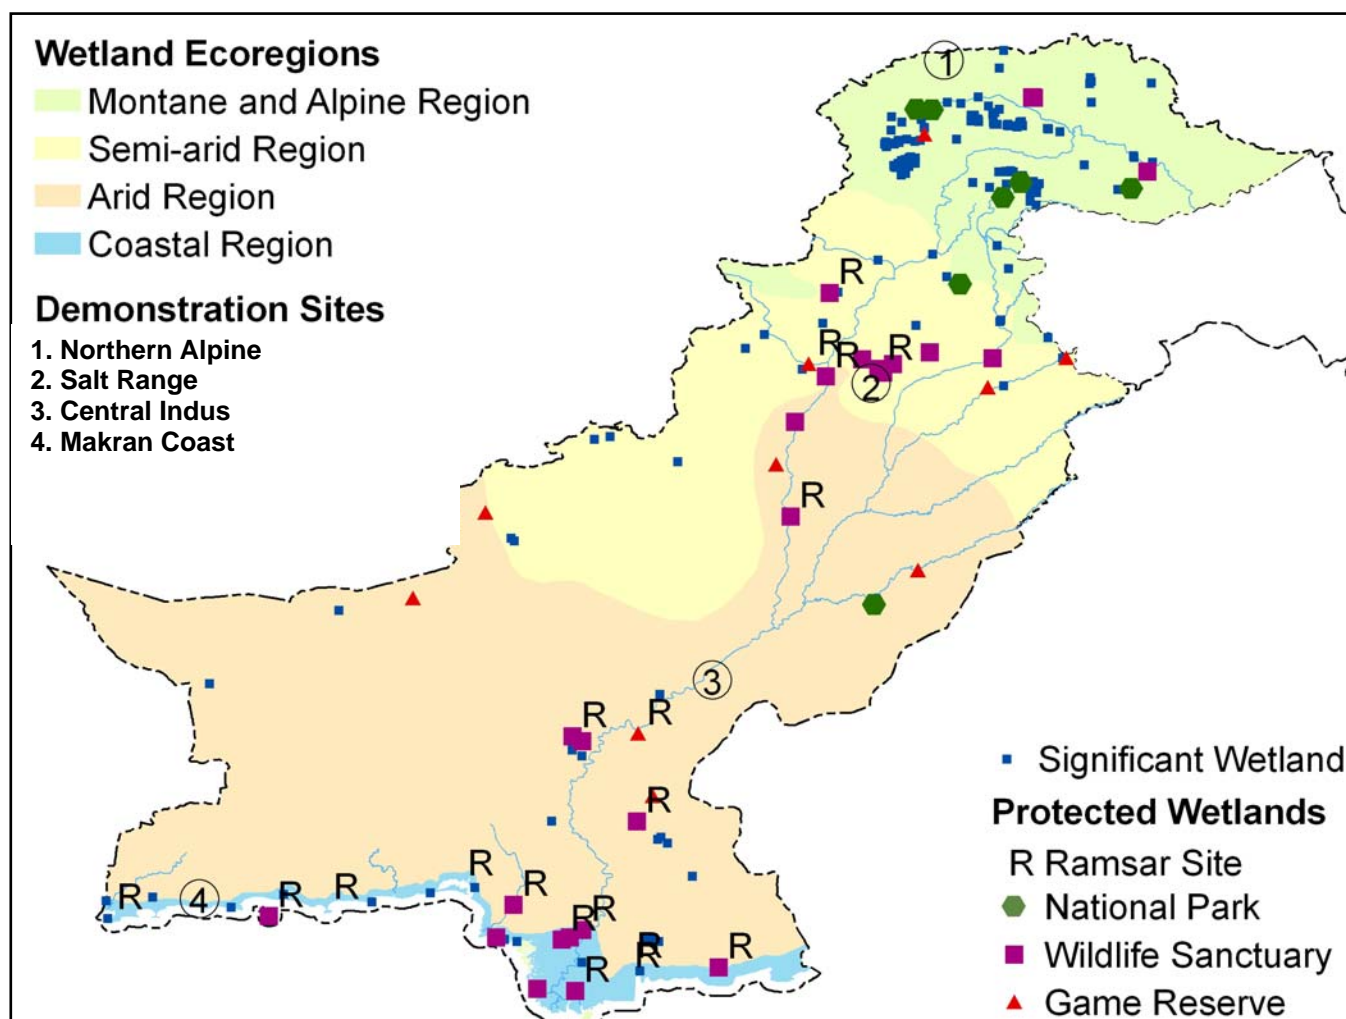 Wetland Ecoregions
Montane and Alpine Region
Semi-arid Region
Arid Region
Coastal Region
Demonstration Sites
1. Northern Alpine
2. Salt Range
3. Central Indus
4. Makran Coast
1
R
R
R
R
2
R
3
R
R
R
R
R
R
R
R
4
R
R
R
R
R
R
Significant Wetland
Protected Wetlands
R Ramsar Site
National Park
Wildlife Sanctuary
Game Reserve